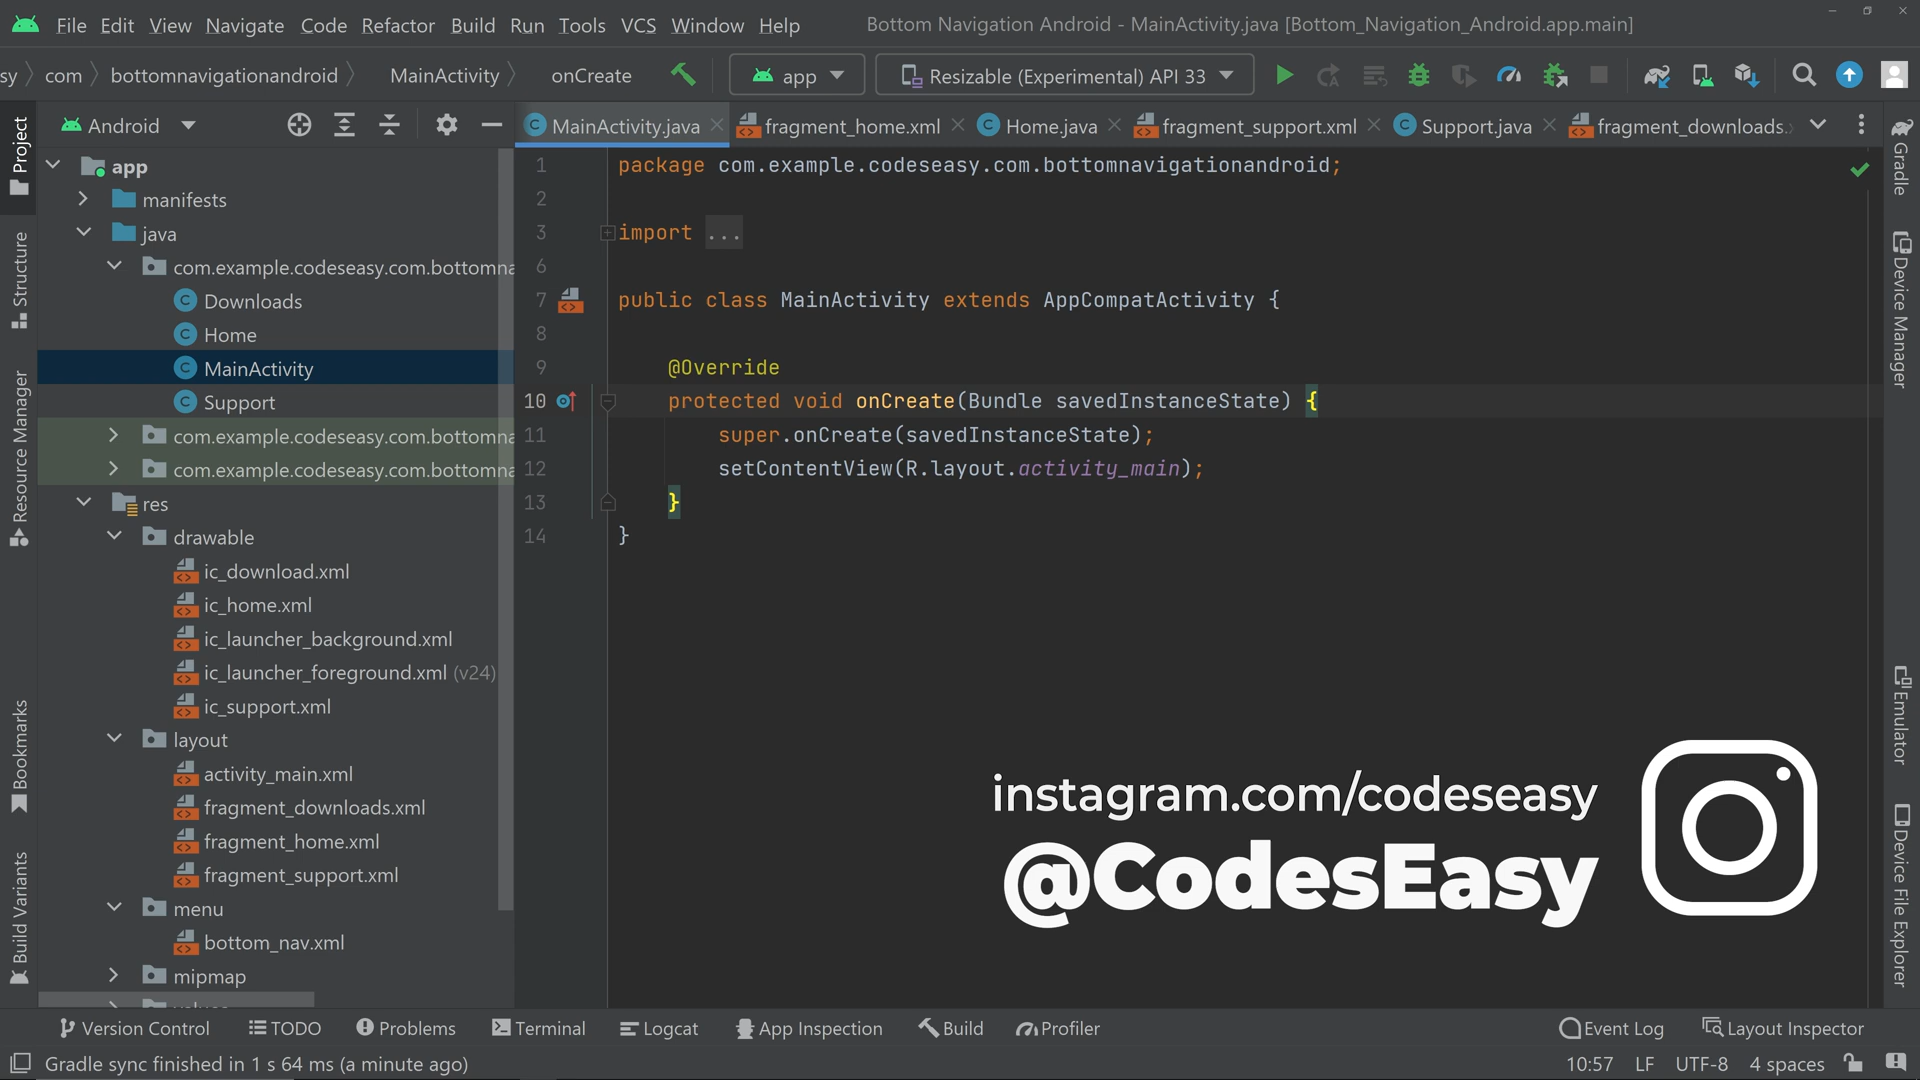 File Edit View Navigate Code Refactor Build Run Tools VCS Window Help Bottom Navigation Android - MainActivity.java [Bottom_Navigation_Android.app.main]
sy com bottomnavigationandroid MainActivity onCreate app Resizable (Experimental) API 33
Project
Structure
Resource Manager
Bookmarks
Build Variants
Android
app
manifests
java
com.example.codeseasy.com.bottomna
Downloads
Home
MainActivity
Support
com.example.codeseasy.com.bottomna
com.example.codeseasy.com.bottomna
res
drawable
ic_download.xml
ic_home.xml
ic_launcher_background.xml
ic_launcher_foreground.xml (v24)
ic_support.xml
layout
activity_main.xml
fragment_downloads.xml
fragment_home.xml
fragment_support.xml
menu
bottom_nav.xml
mipmap
MainActivity.java fragment_home.xml Home.java fragment_support.xml Support.java fragment_downloads.
1 package com.example.codeseasy.com.bottomnavigationandroid;
2
3 import ...
6
7 public class MainActivity extends AppCompatActivity {
8
9 @Override
10 protected void onCreate(Bundle savedInstanceState) {
11 super.onCreate(savedInstanceState);
12 setContentView(R.layout.activity_main);
13 }
14 }
instagram.com/codeseasy
@CodesEasy
Gradle
Device Manager
Emulator
Device File Explorer
Version Control TODO Problems Terminal Logcat App Inspection Build Profiler Event Log Layout Inspector
Gradle sync finished in 1 s 64 ms (a minute ago) 10:57 LF UTF-8 4 spaces